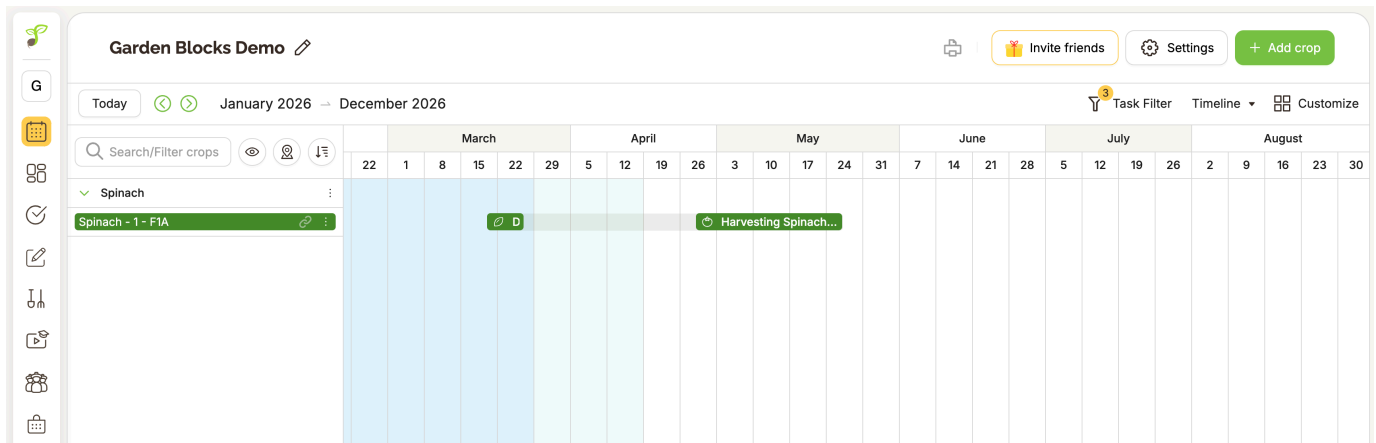 Garden Blocks Demo
Invite friends
Settings
+ Add crop
G
Today
January 2026 → December 2026
3
Task Filter
Timeline
Customize
Search/Filter crops
March April May June July August
22 1 8 15 22 29 5 12 19 26 3 10 17 24 31 7 14 21 28 5 12 19 26 2 9 16 23 30
Spinach
Spinach - 1 - F1A
D
Harvesting Spinach...